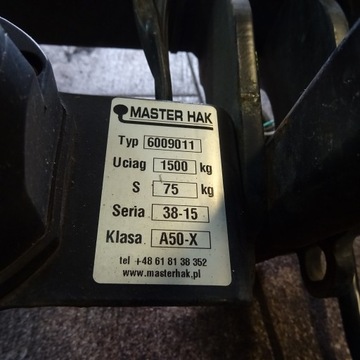 MASTER HAK
Typ 6009011
Uciag 1500 kg
S 75 kg
Seria 38-15
Klasa A50-X
tel +48 61 81 38 352
www.masterhak.pl